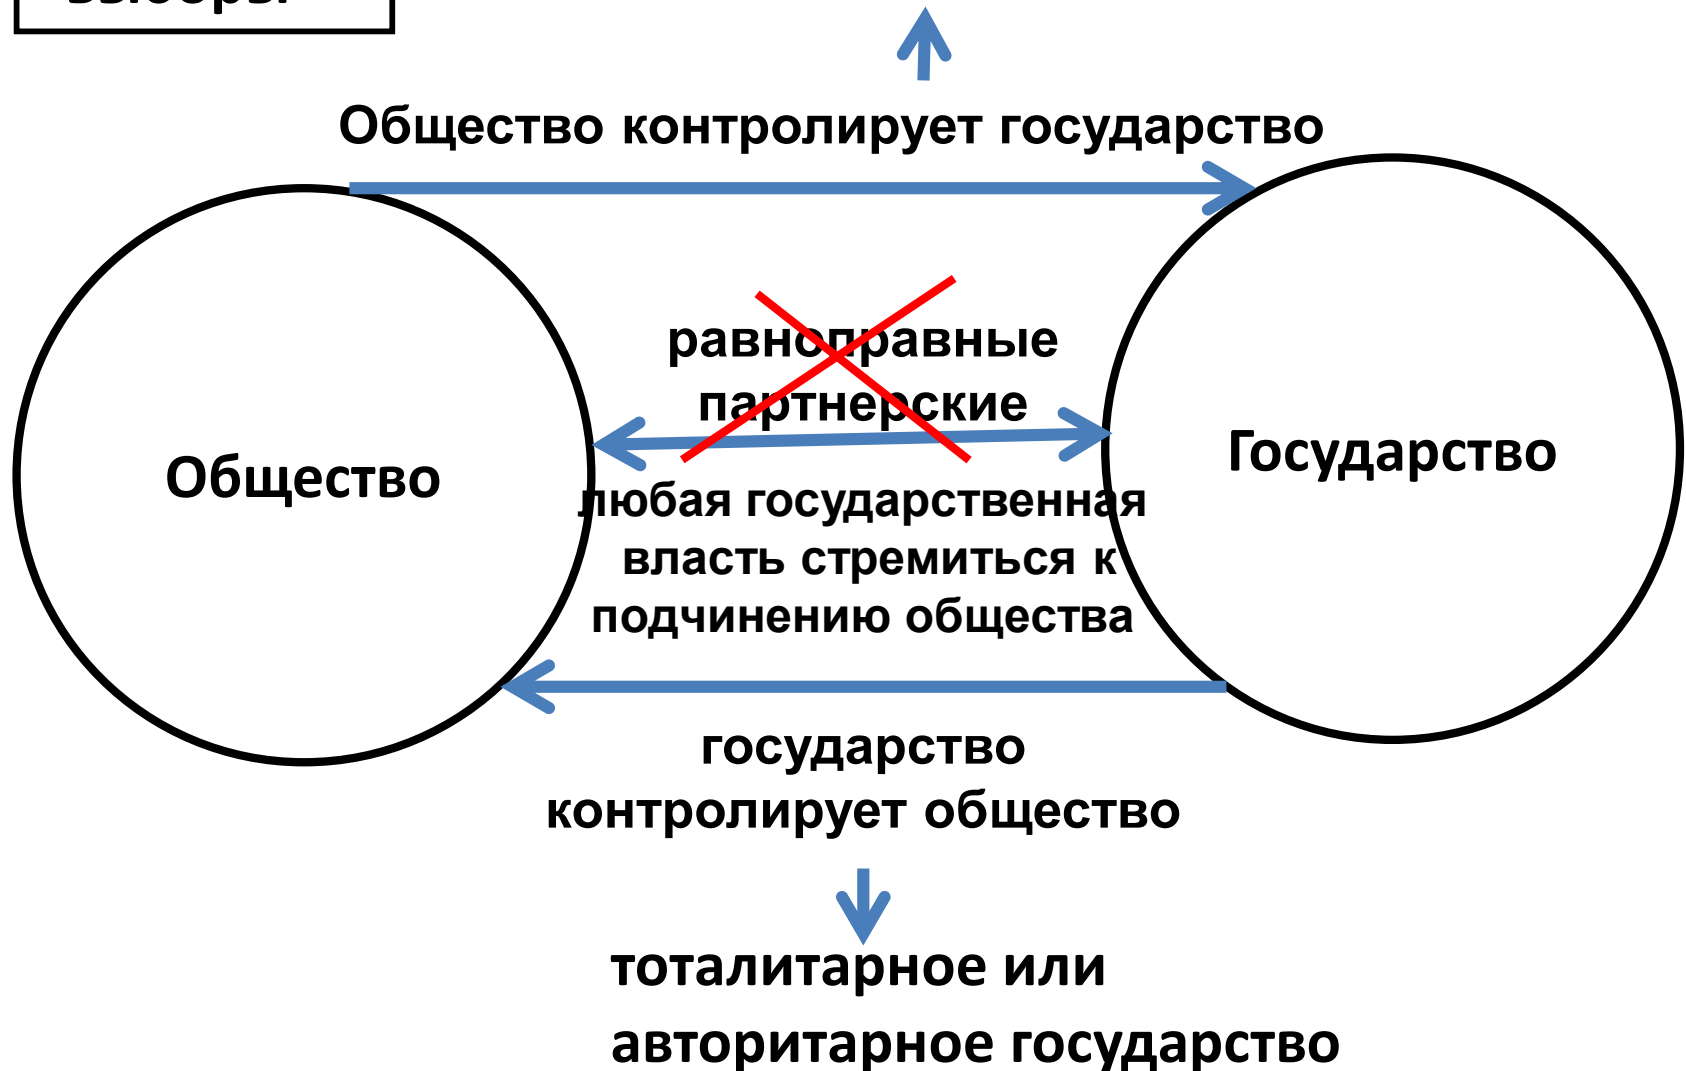 Общество контролирует государство
равноправные
партнерские
Общество
Государство
любая государственная
власть стремиться к
подчинению общества
государство
контролирует общество
тоталитарное или
авторитарное государство